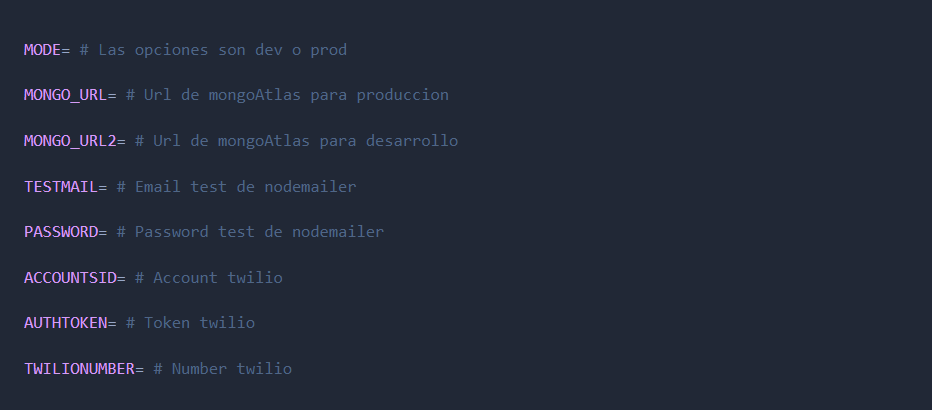 MODE= # Las opciones son dev o prod
MONGO_URL= # Url de mongoAtlas para produccion
MONGO_URL2= # Url de mongoAtlas para desarrollo
TESTMAIL= # Email test de nodemailer
PASSWORD= # Password test de nodemailer
ACCOUNTSID= # Account twilio
AUTHTOKEN= # Token twilio
TWILIONUMBER= # Number twilio